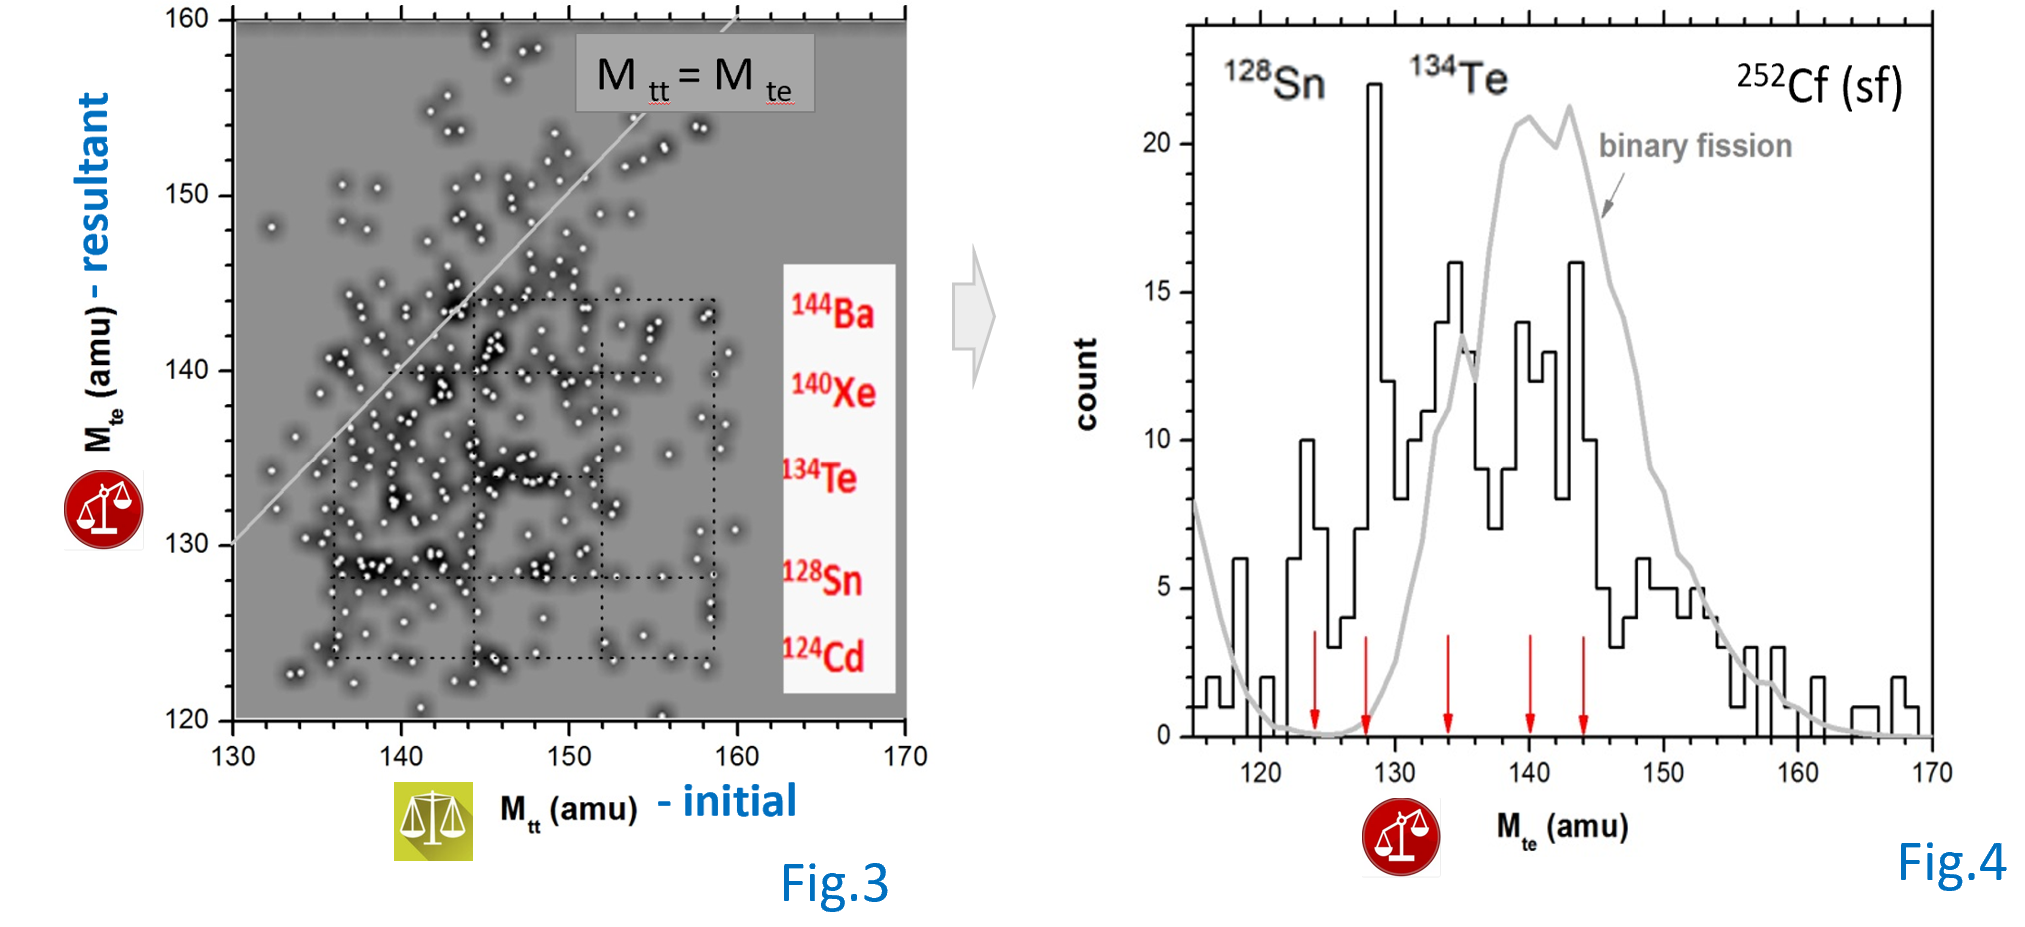 160
150
140
130
120
M te (amu) - resultant
M tt = M te
144Ba
140Xe
134Te
128Sn
124Cd
130 140 150 160 170
Mtt (amu) - initial
Fig.3
128Sn 134Te 252Cf (sf)
binary fission
20
15
10
5
0
count
120 130 140 150 160 170
Mte (amu)
Fig.4